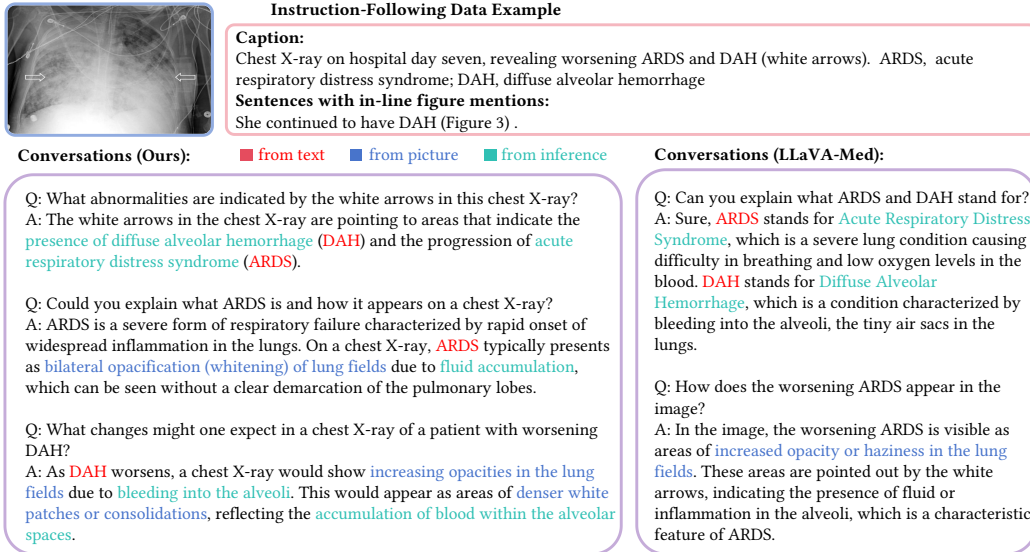 Instruction-Following Data Example
Caption:
Chest X-ray on hospital day seven, revealing worsening ARDS and DAH (white arrows).  ARDS,  acute
respiratory distress syndrome; DAH, diffuse alveolar hemorrhage
Sentences with in-line figure mentions:
She continued to have DAH (Figure 3) .
Conversations (Ours):
from text
from picture
from inference
Q: What abnormalities are indicated by the white arrows in this chest X-ray?
A: The white arrows in the chest X-ray are pointing to areas that indicate the
presence of diffuse alveolar hemorrhage (DAH) and the progression of acute
respiratory distress syndrome (ARDS).
Q: Could you explain what ARDS is and how it appears on a chest X-ray?
A: ARDS is a severe form of respiratory failure characterized by rapid onset of
widespread inflammation in the lungs. On a chest X-ray, ARDS typically presents
as bilateral opacification (whitening) of lung fields due to fluid accumulation,
which can be seen without a clear demarcation of the pulmonary lobes.
Q: What changes might one expect in a chest X-ray of a patient with worsening
DAH?
A: As DAH worsens, a chest X-ray would show increasing opacities in the lung
fields due to bleeding into the alveoli. This would appear as areas of denser white
patches or consolidations, reflecting the accumulation of blood within the alveolar
spaces.
Conversations (LLaVA-Med):
Q: Can you explain what ARDS and DAH stand for?
A: Sure, ARDS stands for Acute Respiratory Distress
Syndrome, which is a severe lung condition causing
difficulty in breathing and low oxygen levels in the
blood. DAH stands for Diffuse Alveolar
Hemorrhage, which is a condition characterized by
bleeding into the alveoli, the tiny air sacs in the
lungs.
Q: How does the worsening ARDS appear in the
image?
A: In the image, the worsening ARDS is visible as
areas of increased opacity or haziness in the lung
fields. These areas are pointed out by the white
arrows, indicating the presence of fluid or
inflammation in the alveoli, which is a characteristic
feature of ARDS.